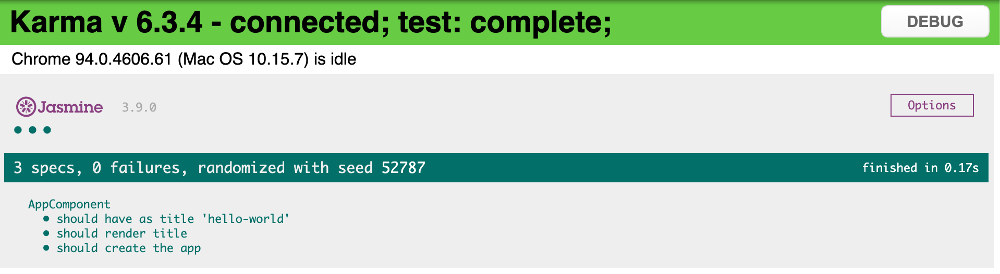 Karma v 6.3.4 - connected; test: complete;
DEBUG
Chrome 94.0.4606.61 (Mac OS 10.15.7) is idle
Jasmine 3.9.0
Options
•••
3 specs, 0 failures, randomized with seed 52787
finished in 0.17s
AppComponent
• should have as title 'hello-world'
• should render title
• should create the app